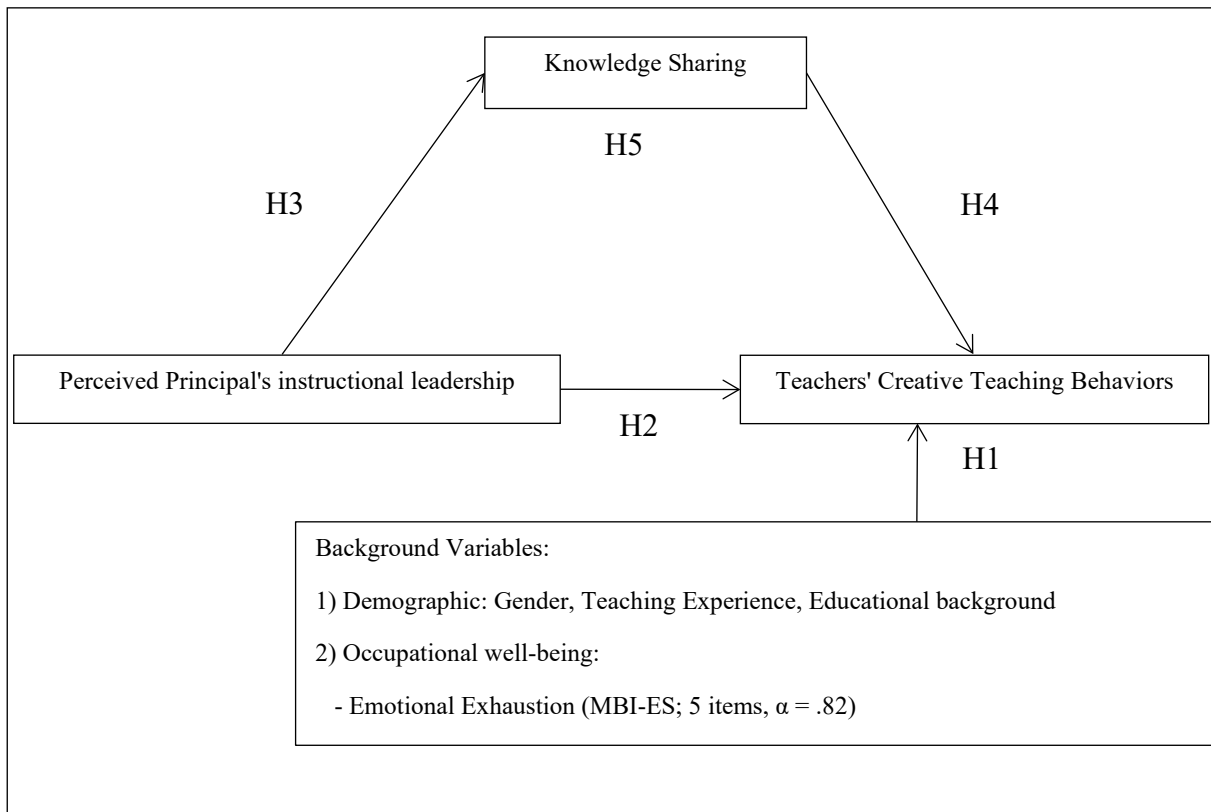 Knowledge Sharing
H5
H3
H4
Perceived Principal's instructional leadership
Teachers' Creative Teaching Behaviors
H2
H1
Background Variables:
1) Demographic: Gender, Teaching Experience, Educational background
2) Occupational well-being:
- Emotional Exhaustion (MBI-ES; 5 items, α = .82)